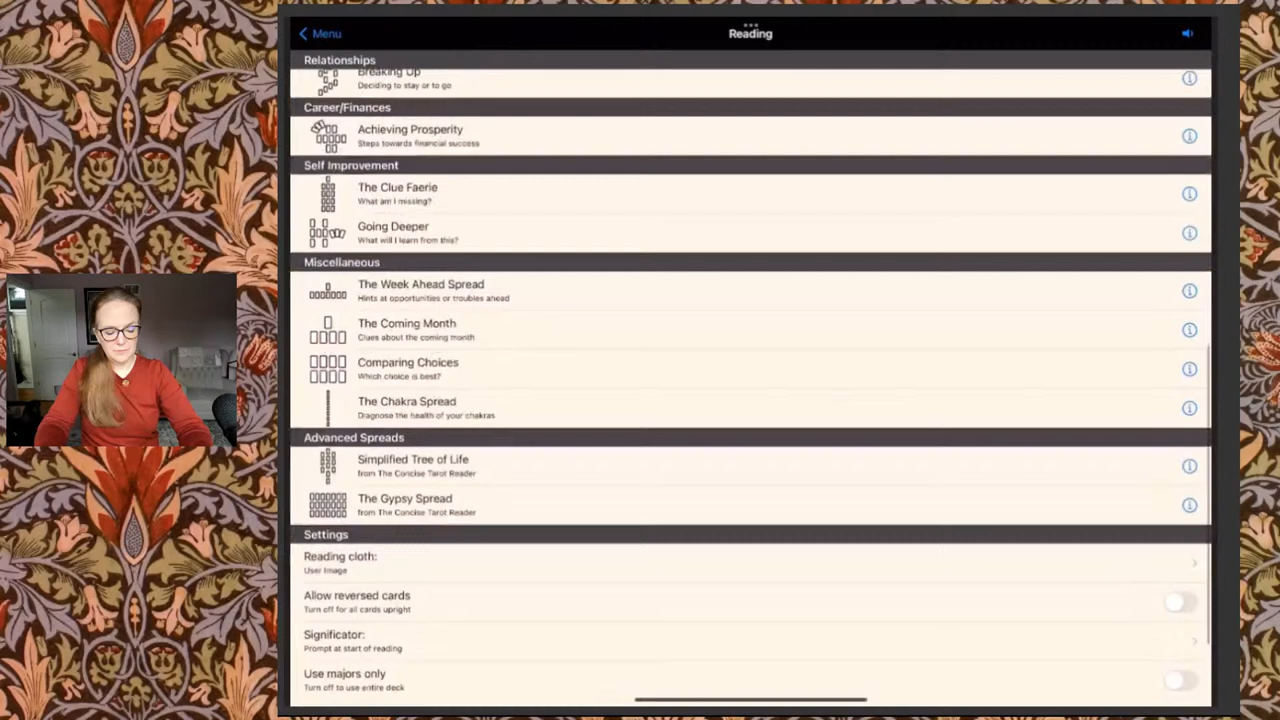 Menu
Reading
Relationships
Breaking Up
Deciding to stay or to go
Career/Finances
Achieving Prosperity
Steps towards financial success
Self Improvement
The Clue Faerie
What am I missing?
Going Deeper
What will I learn from this?
Miscellaneous
The Week Ahead Spread
Hints at opportunities or troubles ahead
The Coming Month
Clues about the coming month
Comparing Choices
Which choice is best?
The Chakra Spread
Diagnose the health of your chakras
Advanced Spreads
Simplified Tree of Life
from The Concise Tarot Reader
The Gypsy Spread
from The Concise Tarot Reader
Settings
Reading cloth:
User Image
Allow reversed cards
Turn off for all cards upright
Significator:
Prompt at start of reading
Use majors only
Turn off to use entire deck